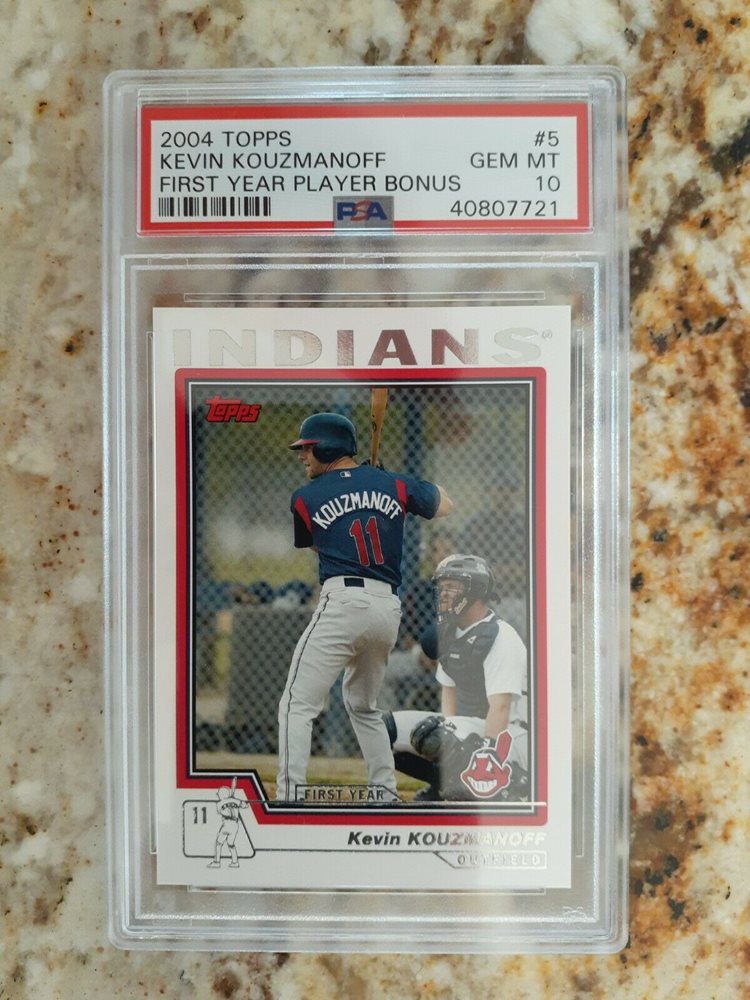 2004 TOPPS #5
KEVIN KOUZMANOFF GEM MT
FIRST YEAR PLAYER BONUS 10
PSA 40807721
INDIANS®
Topps
KOUZMANOFF
11
FIRST YEAR
11
Kevin KOUZMANOFF
OUTFIELD